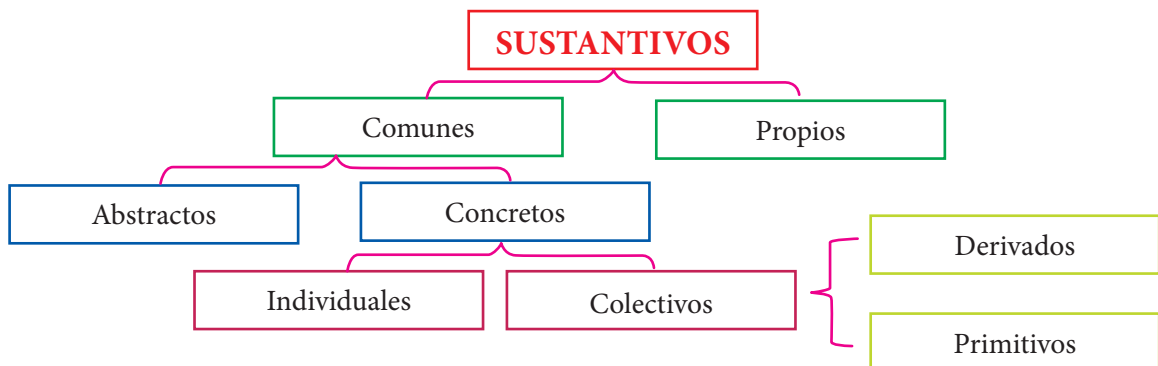 SUSTANTIVOS
Comunes
Propios
Abstractos
Concretos
Derivados
Individuales
Colectivos
Primitivos